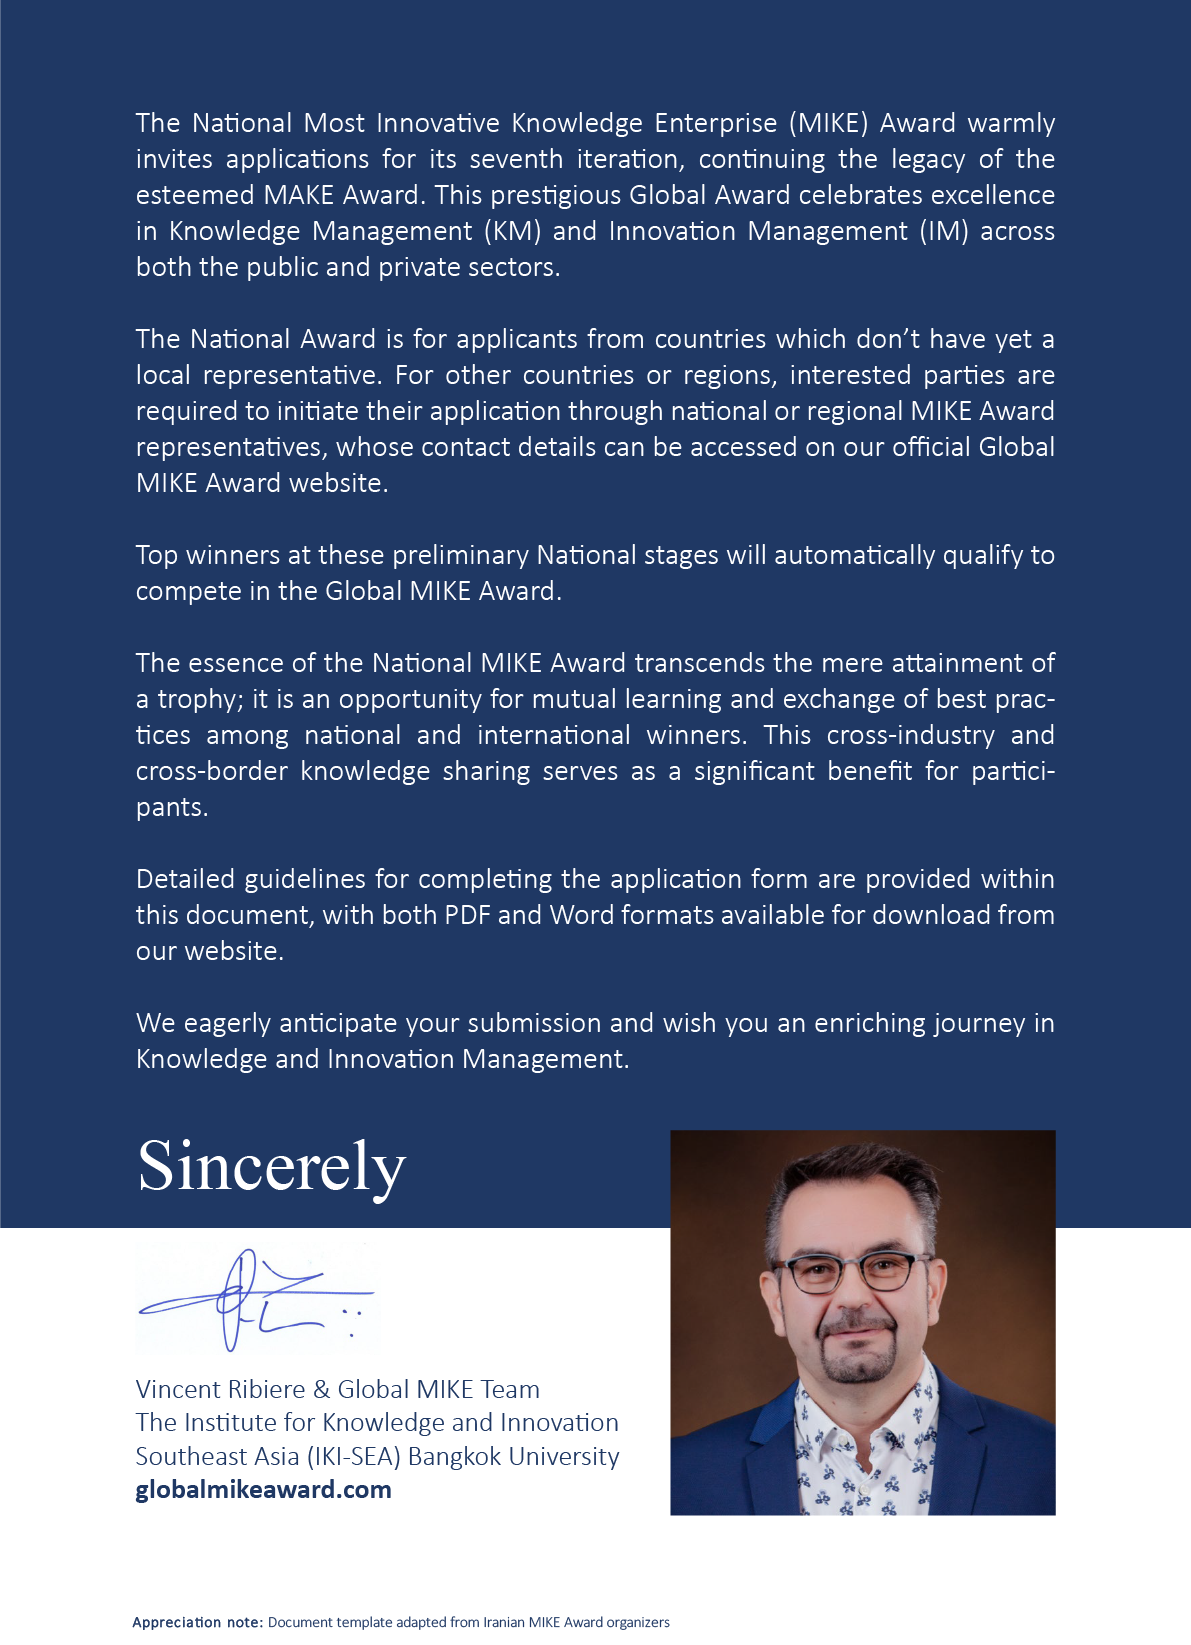 The National Most Innovative Knowledge Enterprise (MIKE) Award warmly
invites applications for its seventh iteration, continuing the legacy of the
esteemed MAKE Award. This prestigious Global Award celebrates excellence
in Knowledge Management (KM) and Innovation Management (IM) across
both the public and private sectors.
The National Award is for applicants from countries which don’t have yet a
local representative. For other countries or regions, interested parties are
required to initiate their application through national or regional MIKE Award
representatives, whose contact details can be accessed on our official Global
MIKE Award website.
Top winners at these preliminary National stages will automatically qualify to
compete in the Global MIKE Award.
The essence of the National MIKE Award transcends the mere attainment of
a trophy; it is an opportunity for mutual learning and exchange of best prac-
tices among national and international winners. This cross-industry and
cross-border knowledge sharing serves as a significant benefit for partici-
pants.
Detailed guidelines for completing the application form are provided within
this document, with both PDF and Word formats available for download from
our website.
We eagerly anticipate your submission and wish you an enriching journey in
Knowledge and Innovation Management.
Sincerely
Vincent Ribiere & Global MIKE Team
The Institute for Knowledge and Innovation
Southeast Asia (IKI-SEA) Bangkok University
globalmikeaward.com
Appreciation note: Document template adapted from Iranian MIKE Award organizers